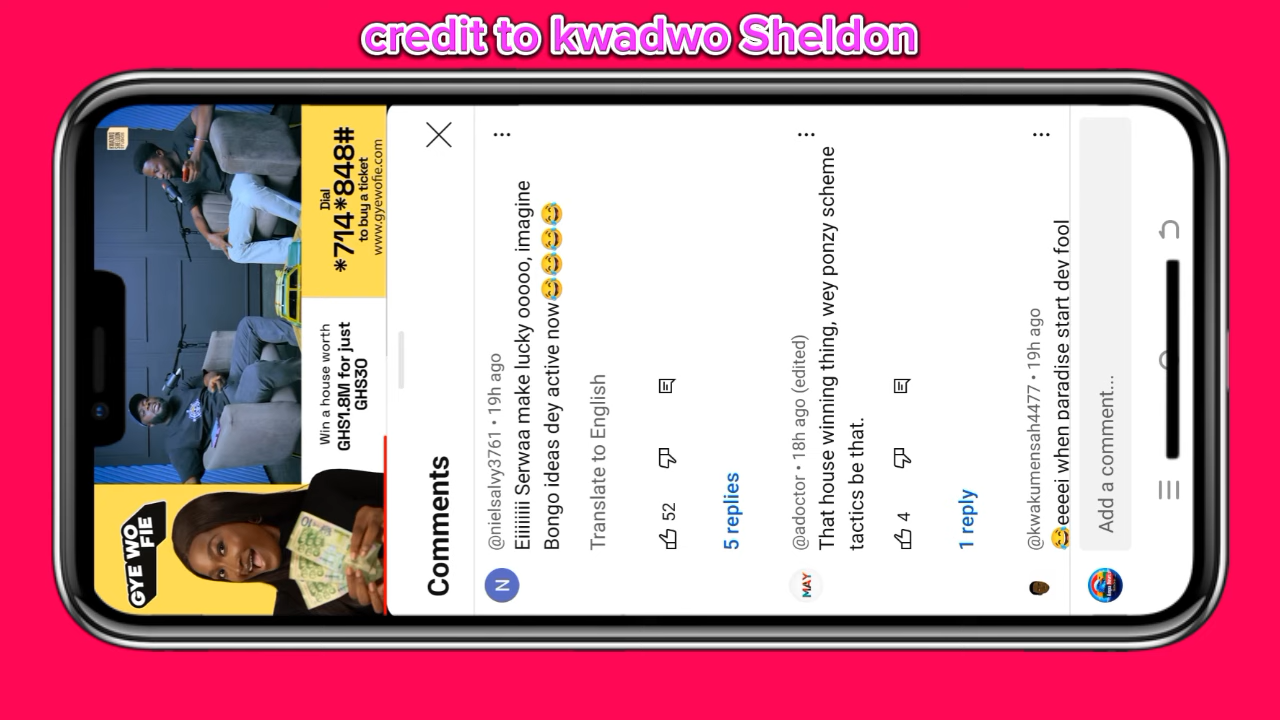 credit to kwadwo Sheldon
GYE WO
FIE
Win a house worth
GHS1.8M for just
GHS30
Dial
*714*848#
to buy a ticket
www.gyewofie.com
Comments
N
@nielsalvy3761 • 19h ago
Eiiiiiiii Serwaa make lucky ooooo, imagine
Bongo ideas dey active now😂😂😂😂
Translate to English
52
5 replies
MAY
@adoctor • 18h ago (edited)
That house winning thing, wey ponzy scheme
tactics be that.
4
1 reply
@kwakumensah4477 • 19h ago
😂eeeei when paradise start dey fool
Add a comment...